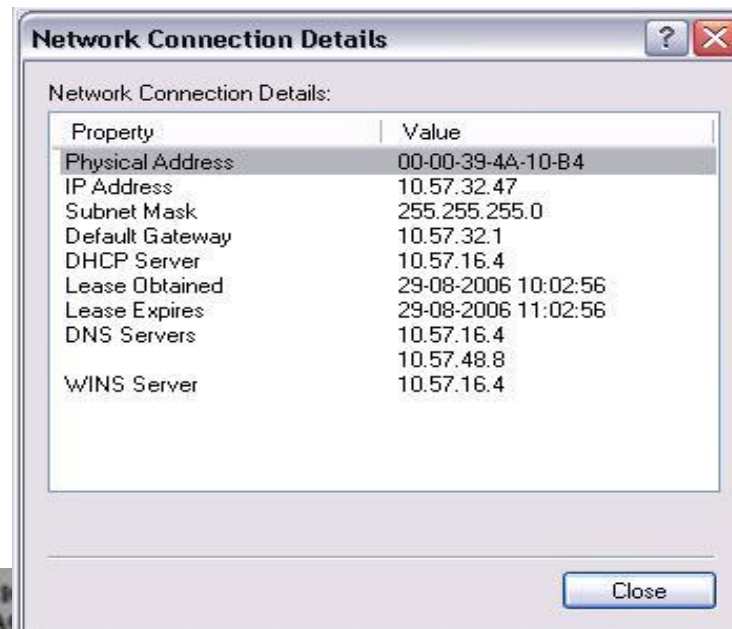 Network Connection Details
Network Connection Details:
Property Value
Physical Address 00-00-39-4A-10-B4
IP Address 10.57.32.47
Subnet Mask 255.255.255.0
Default Gateway 10.57.32.1
DHCP Server 10.57.16.4
Lease Obtained 29-08-2006 10:02:56
Lease Expires 29-08-2006 11:02:56
DNS Servers 10.57.16.4
10.57.48.8
WINS Server 10.57.16.4
Close